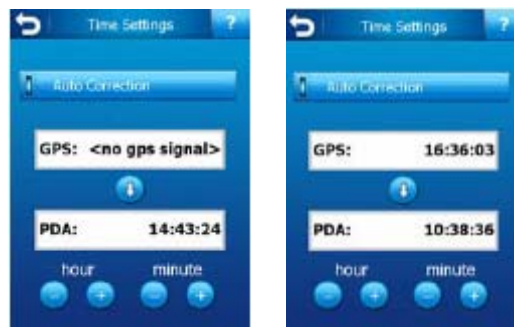 Time Settings ?
Auto Correction
GPS: <no gps signal>
PDA: 14:43:24
hour minute
- + - +
Time Settings ?
Auto Correction
GPS: 16:36:03
PDA: 10:38:36
hour minute
- + - +